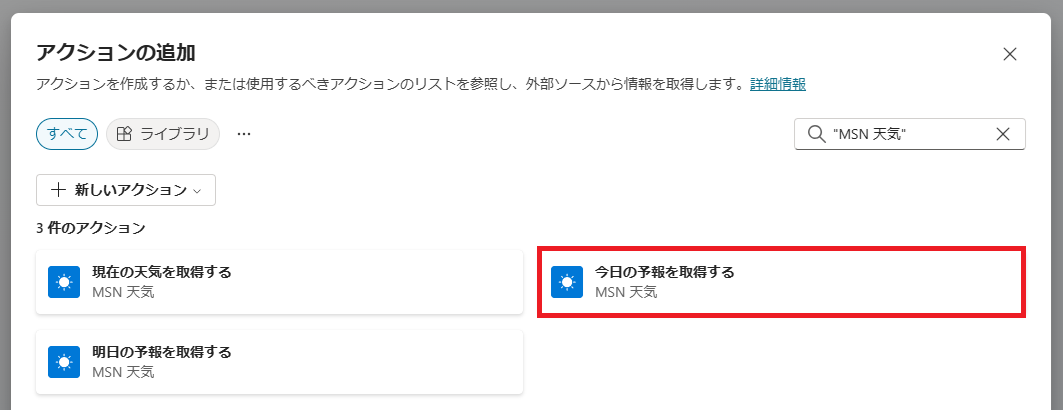 アクションの追加
アクションを作成するか、または使用するべきアクションのリストを参照し、外部ソースから情報を取得します。詳細情報
すべて ライブラリ ...
"MSN 天気"
新しいアクション
3 件のアクション
現在の天気を取得する
MSN 天気
今日の予報を取得する
MSN 天気
明日の予報を取得する
MSN 天気